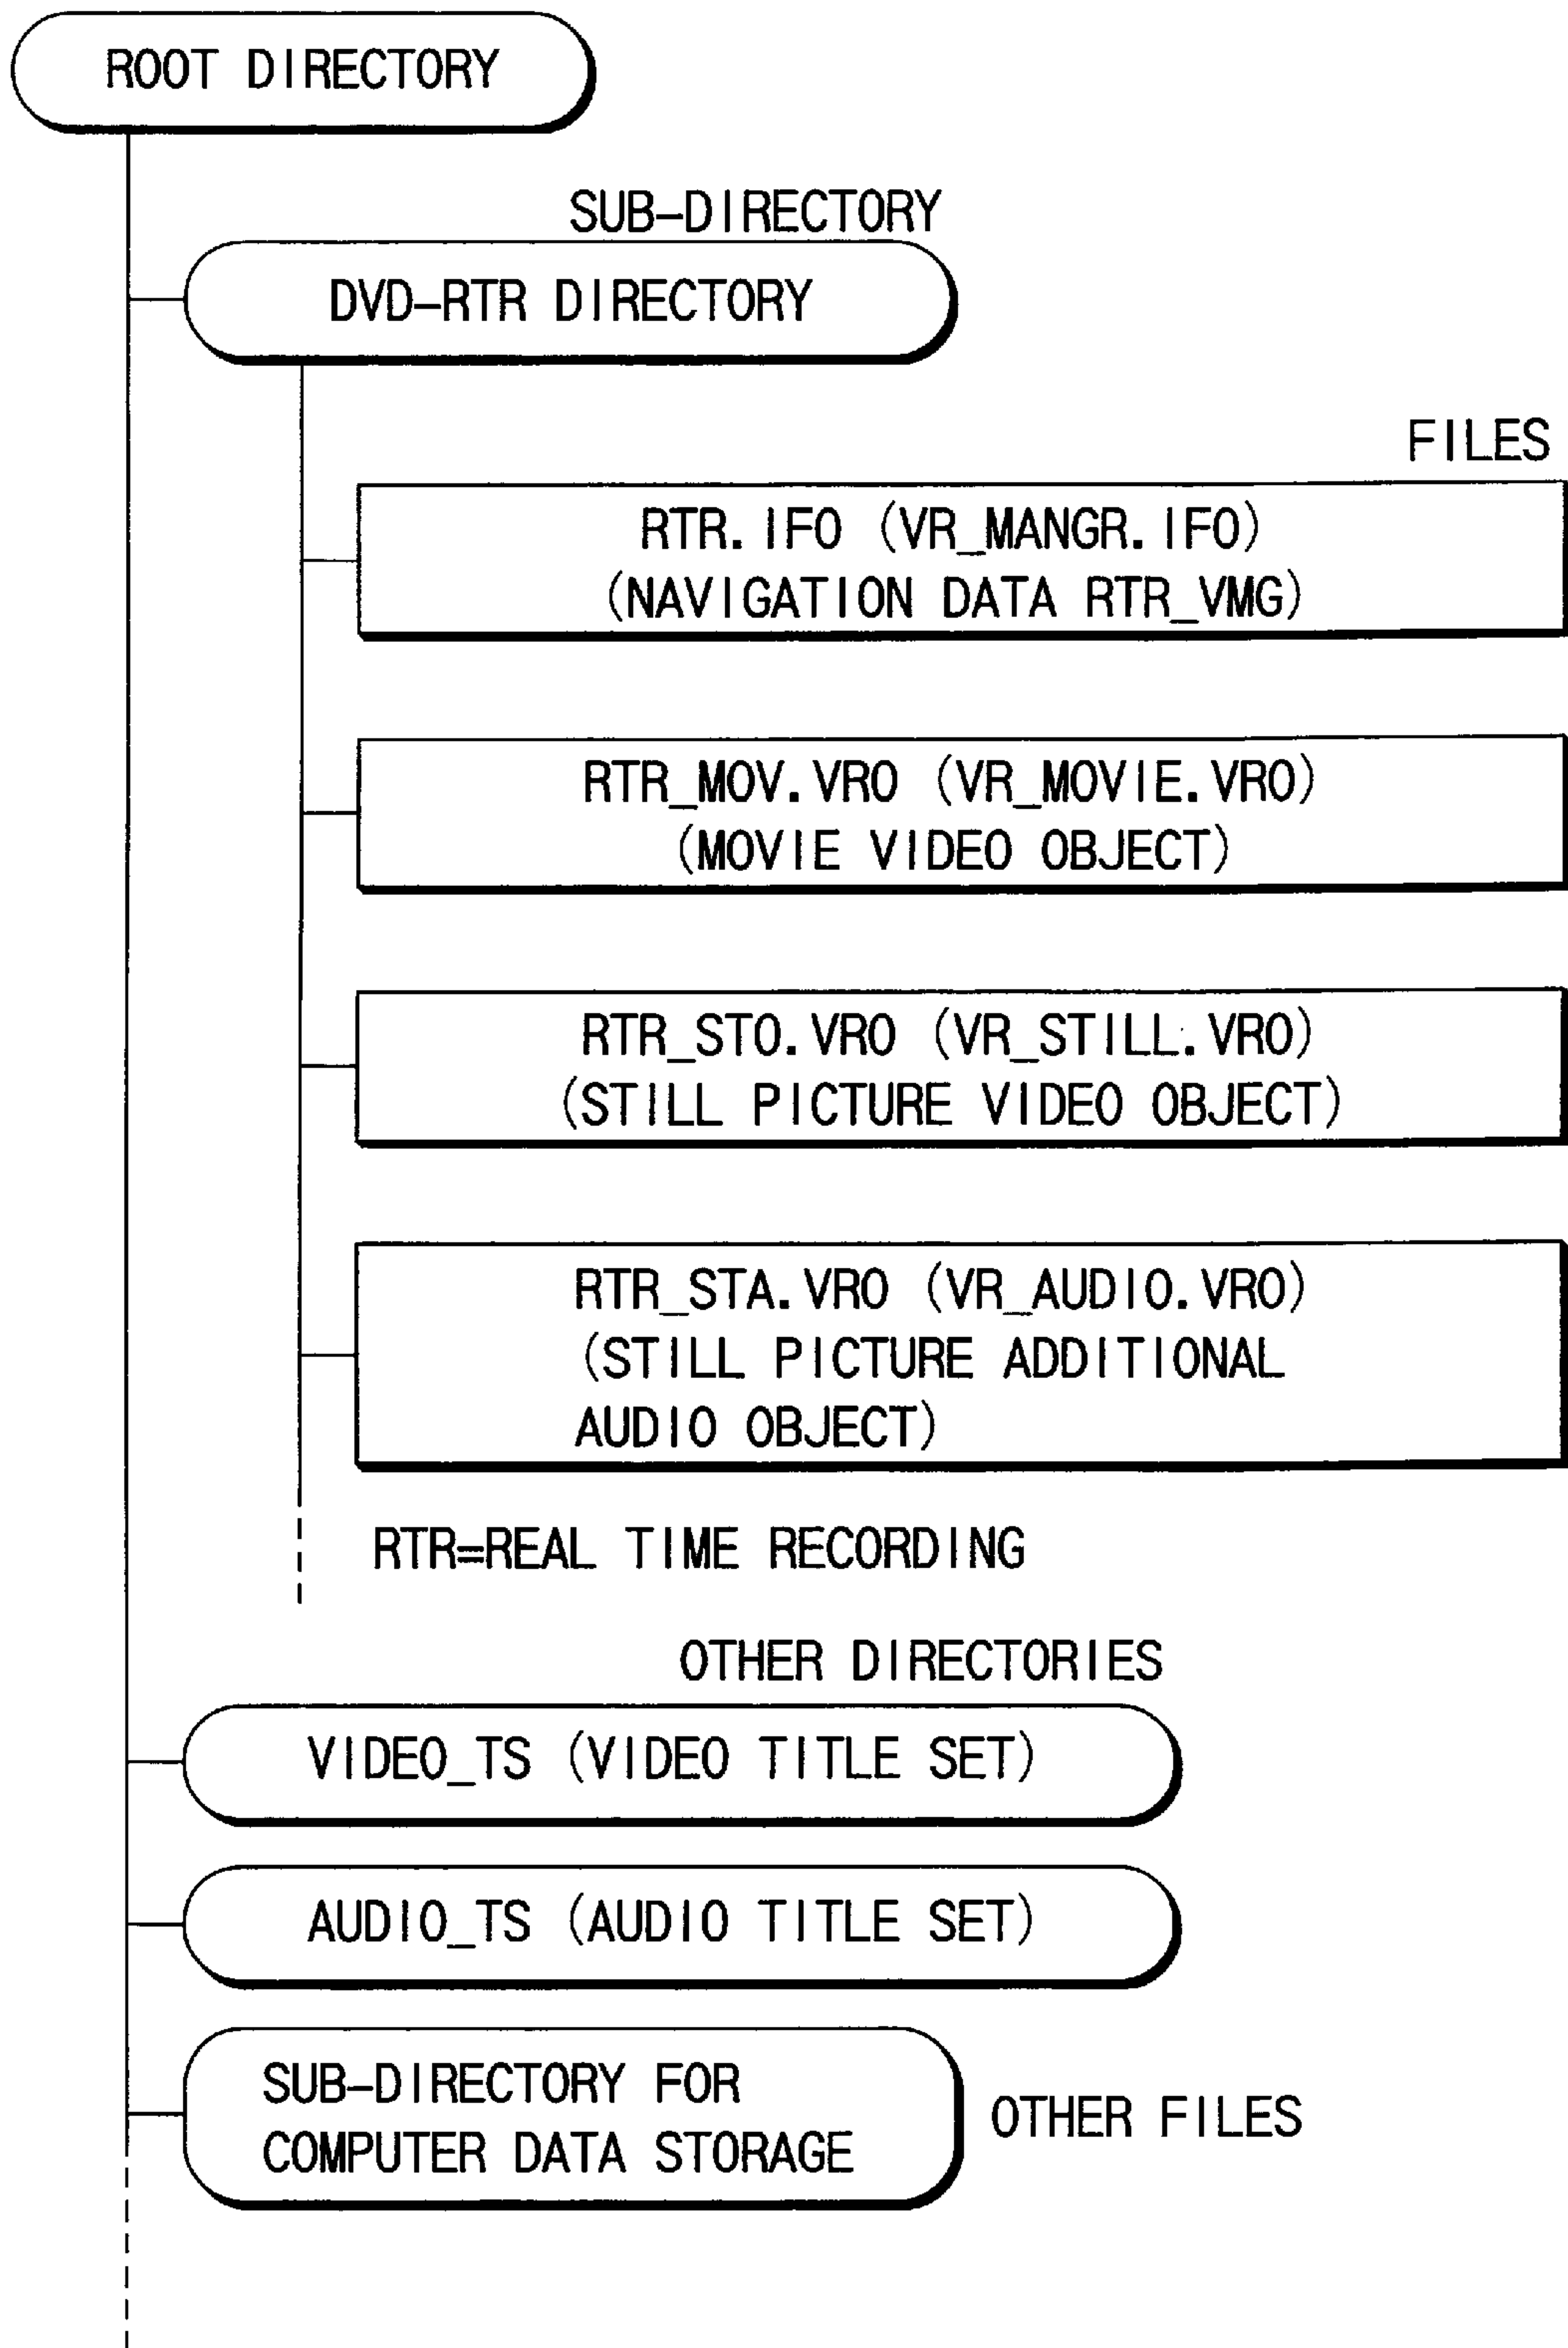 ROOT DIRECTORY
SUB-DIRECTORY
DVD-RTR DIRECTORY
FILES
RTR.IFO (VR_MANGR.IFO)
(NAVIGATION DATA RTR_VMG)
RTR_MOV.VRO (VR_MOVIE.VRO)
(MOVIE VIDEO OBJECT)
RTR_STO.VRO (VR_STILL.VRO)
(STILL PICTURE VIDEO OBJECT)
RTR_STA.VRO (VR_AUDIO.VRO)
(STILL PICTURE ADDITIONAL
AUDIO OBJECT)
RTR=REAL TIME RECORDING
OTHER DIRECTORIES
VIDEO_TS (VIDEO TITLE SET)
AUDIO_TS (AUDIO TITLE SET)
SUB-DIRECTORY FOR
COMPUTER DATA STORAGE
OTHER FILES